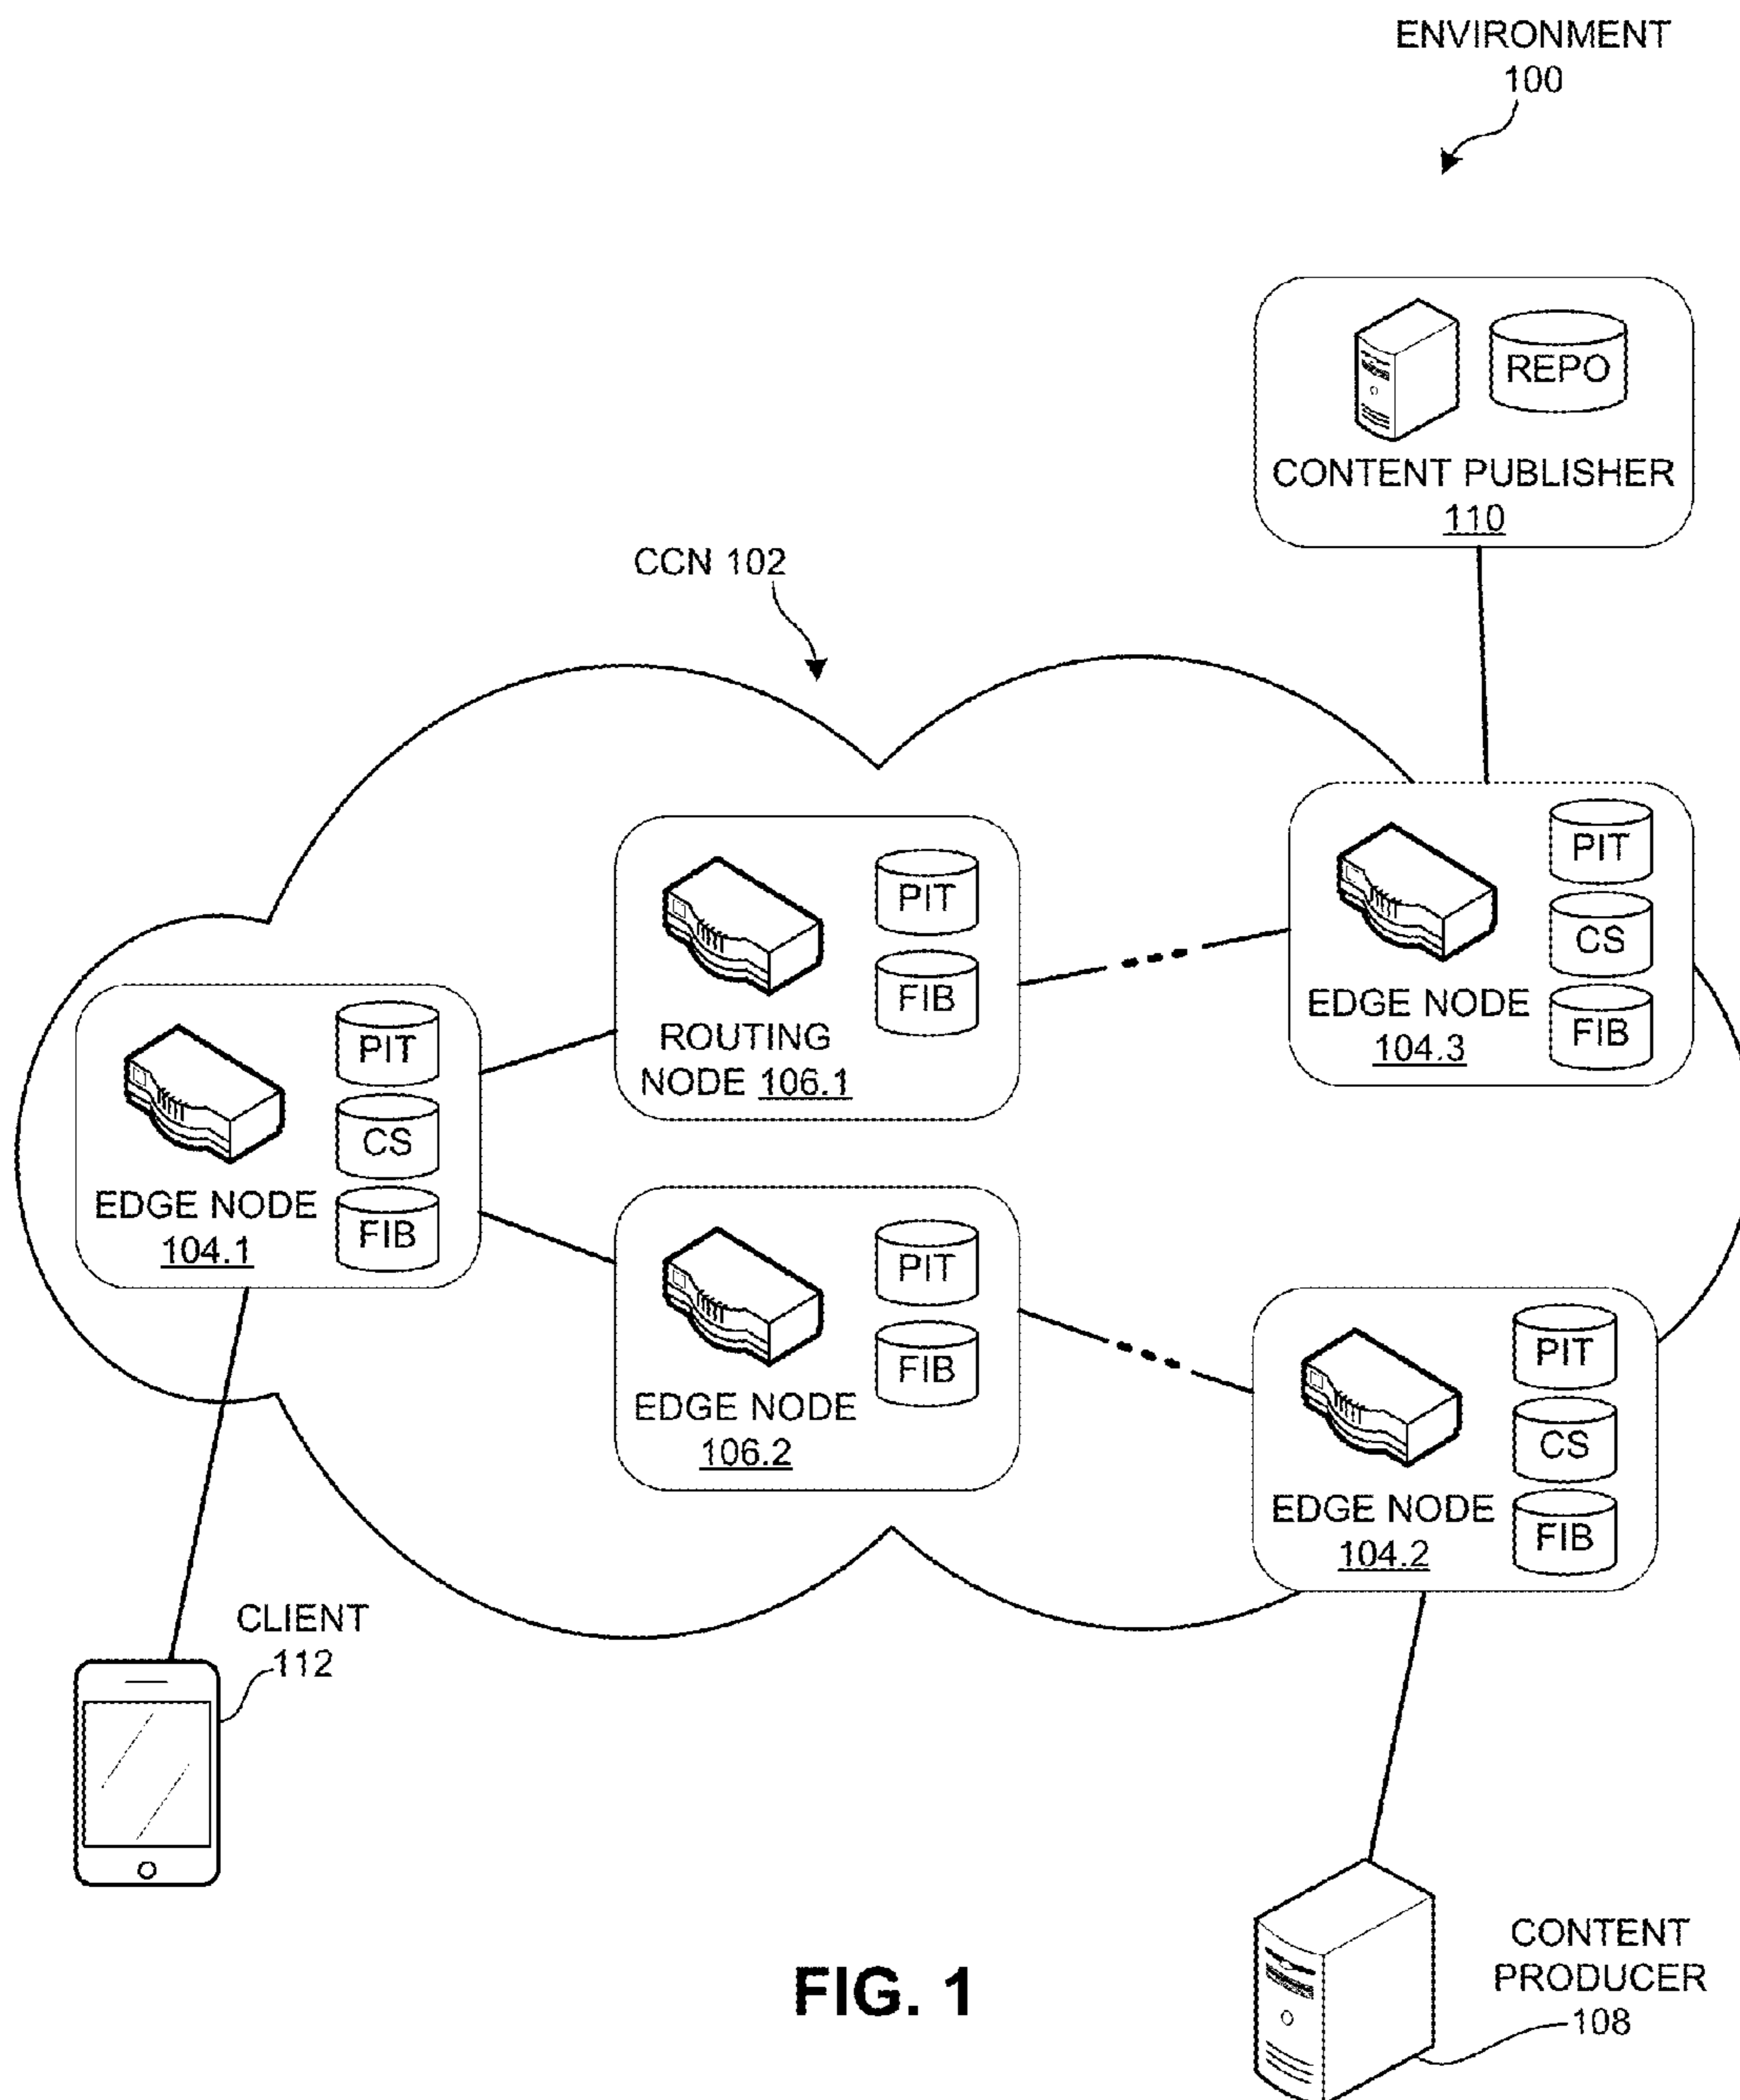 ENVIRONMENT
100
REPO
CONTENT PUBLISHER
110
CCN 102
PIT
CS
FIB
EDGE NODE
104.3
PIT
FIB
ROUTING
NODE 106.1
PIT
CS
FIB
EDGE NODE
104.1
PIT
FIB
EDGE NODE
106.2
PIT
CS
FIB
EDGE NODE
104.2
CLIENT
112
CONTENT
PRODUCER
108
FIG. 1